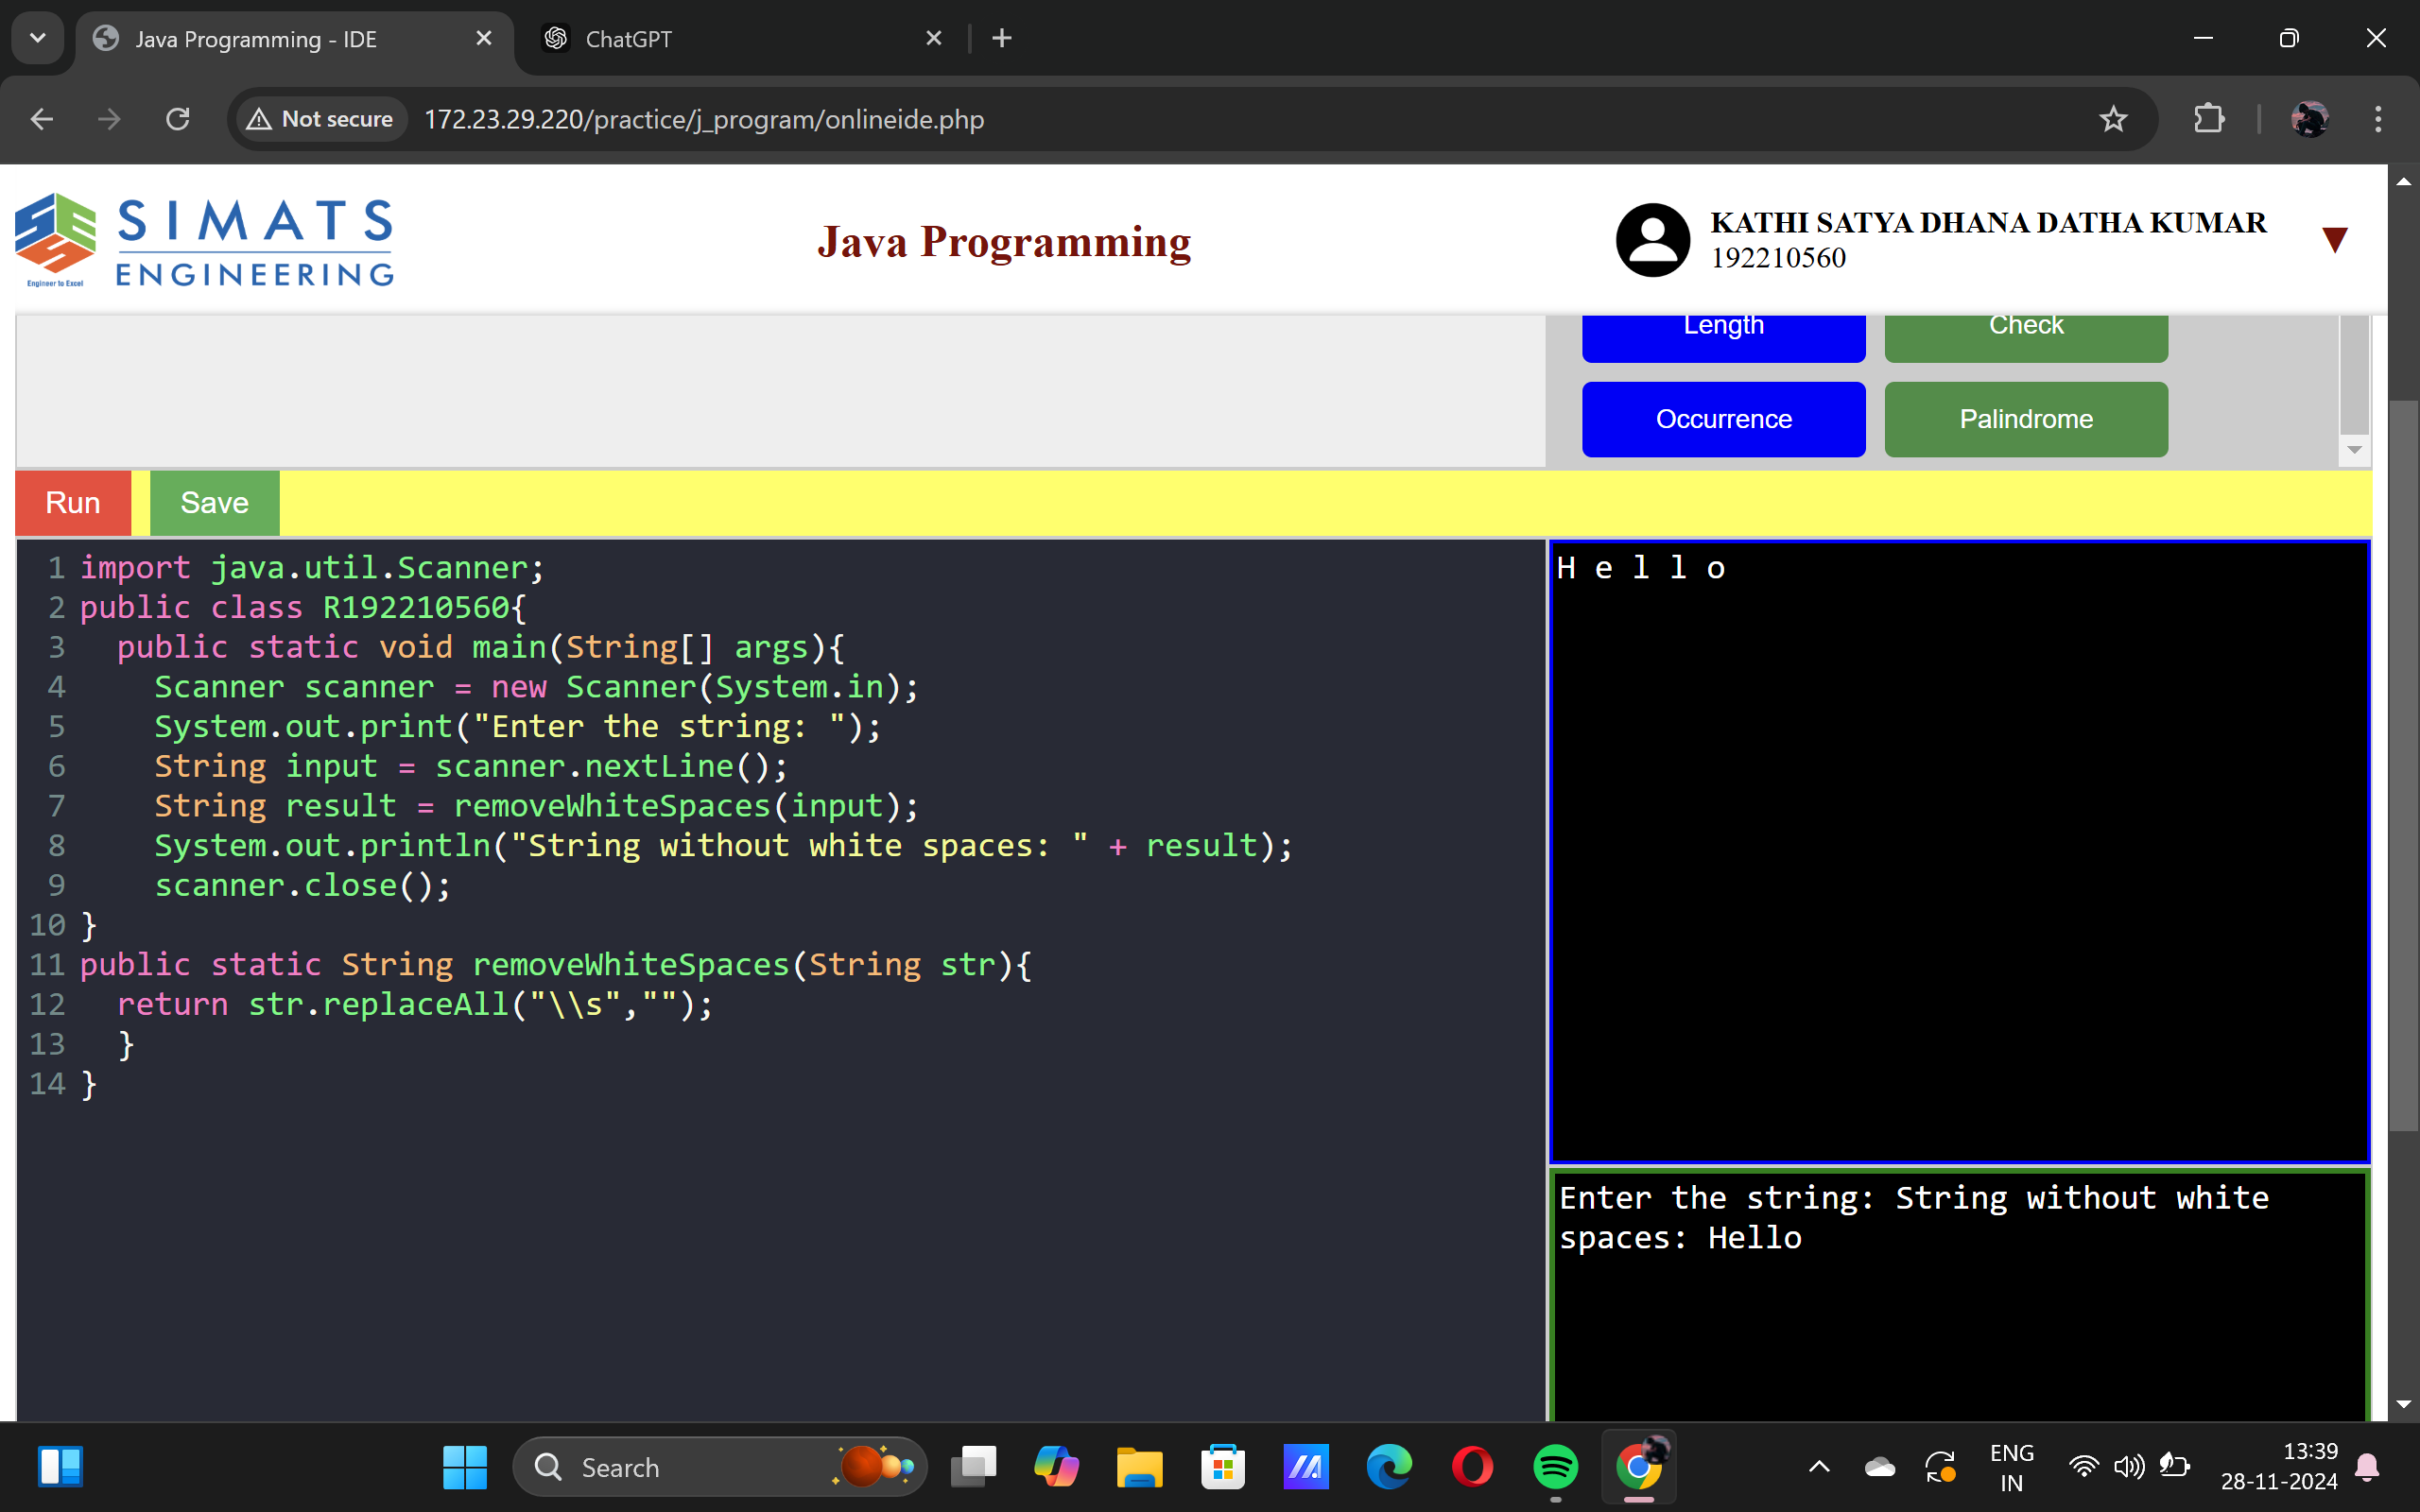 Java Programming - IDE
ChatGPT
Not secure
172.23.29.220/practice/j_program/onlineide.php
SIMATS
ENGINEERING
Engineer to Excel
Java Programming
KATHI SATYA DHANA DATHA KUMAR
192210560
Length
Check
Occurrence
Palindrome
Run
Save
1 import java.util.Scanner;
2 public class R192210560{
3   public static void main(String[] args){
4     Scanner scanner = new Scanner(System.in);
5     System.out.print("Enter the string: ");
6     String input = scanner.nextLine();
7     String result = removeWhiteSpaces(input);
8     System.out.println("String without white spaces: " + result);
9     scanner.close();
10 }
11 public static String removeWhiteSpaces(String str){
12   return str.replaceAll("\\s","");
13   }
14 }
H e l l o
Enter the string: String without white
spaces: Hello
Search
ENG
IN
13:39
28-11-2024